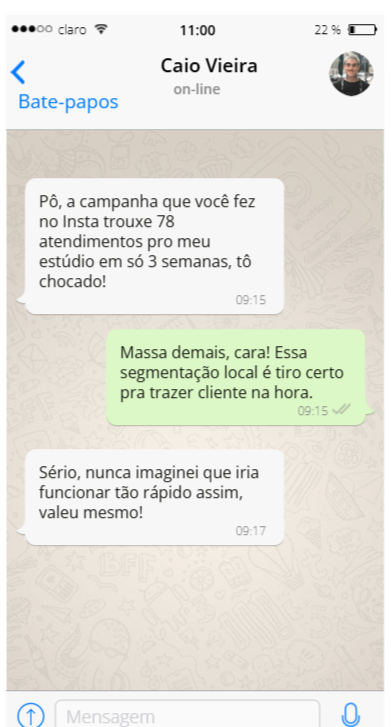 claro 11:00 22 %
Caio Vieira
on-line
Bate-papos
Pô, a campanha que você fez
no Insta trouxe 78
atendimentos pro meu
estúdio em só 3 semanas, tô
chocado!
09:15
Massa demais, cara! Essa
segmentação local é tiro certo
pra trazer cliente na hora.
09:15
Sério, nunca imaginei que iria
funcionar tão rápido assim,
valeu mesmo!
09:17
BFF
Mensagem